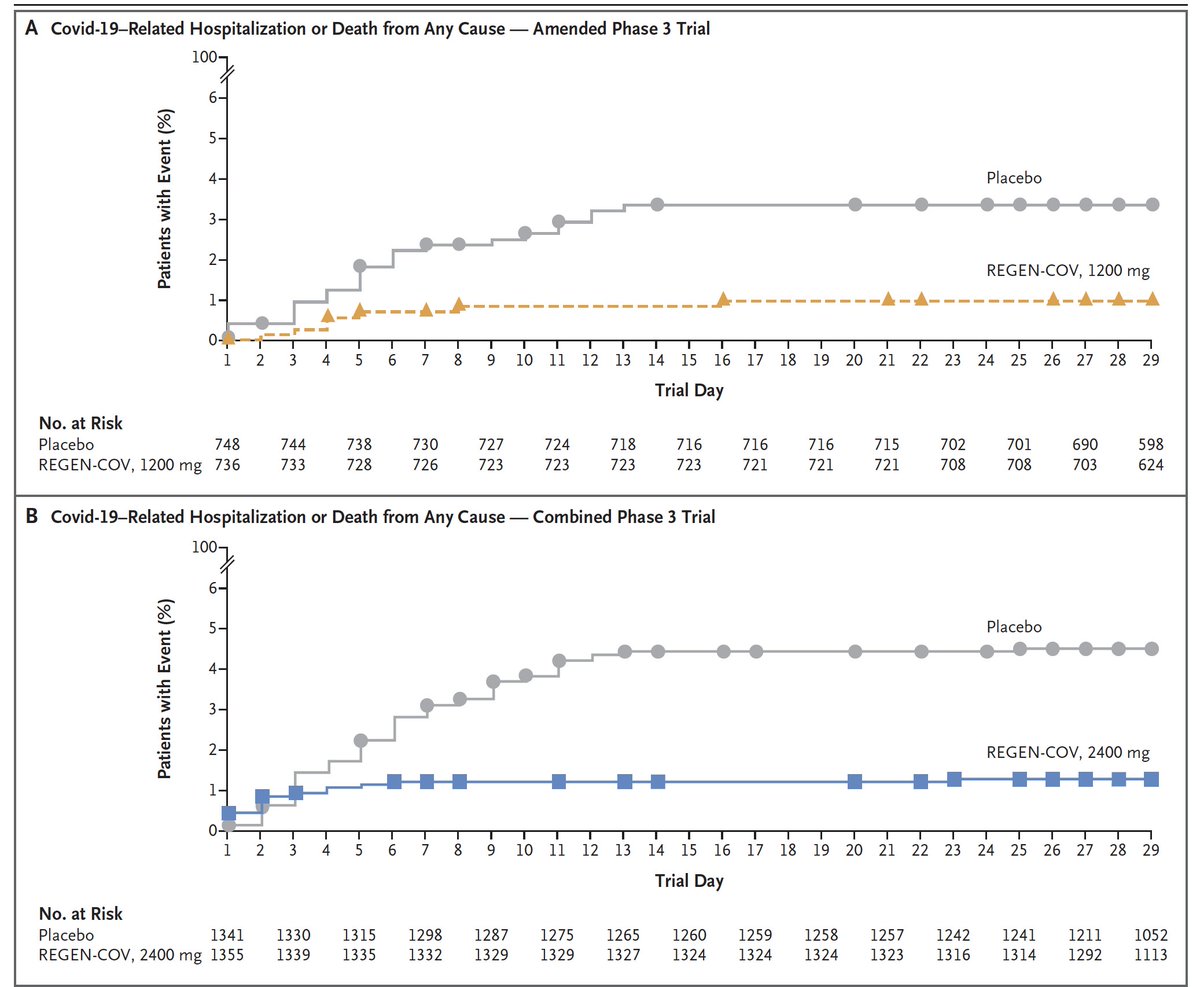 A Covid-19–Related Hospitalization or Death from Any Cause — Amended Phase 3 Trial
100
6
5
4
3
2
1
0
Patients with Event (%)
Placebo
REGEN-COV, 1200 mg
1 2 3 4 5 6 7 8 9 10 11 12 13 14 15 16 17 18 19 20 21 22 23 24 25 26 27 28 29
Trial Day
No. at Risk
Placebo 748 744 738 730 727 724 718 716 716 716 715 702 701 690 598
REGEN-COV, 1200 mg 736 733 728 726 723 723 723 723 721 721 721 708 708 703 624
B Covid-19–Related Hospitalization or Death from Any Cause — Combined Phase 3 Trial
100
6
5
4
3
2
1
0
Patients with Event (%)
Placebo
REGEN-COV, 2400 mg
1 2 3 4 5 6 7 8 9 10 11 12 13 14 15 16 17 18 19 20 21 22 23 24 25 26 27 28 29
Trial Day
No. at Risk
Placebo 1341 1330 1315 1298 1287 1275 1265 1260 1259 1258 1257 1242 1241 1211 1052
REGEN-COV, 2400 mg 1355 1339 1335 1332 1329 1329 1327 1324 1324 1324 1323 1316 1314 1292 1113